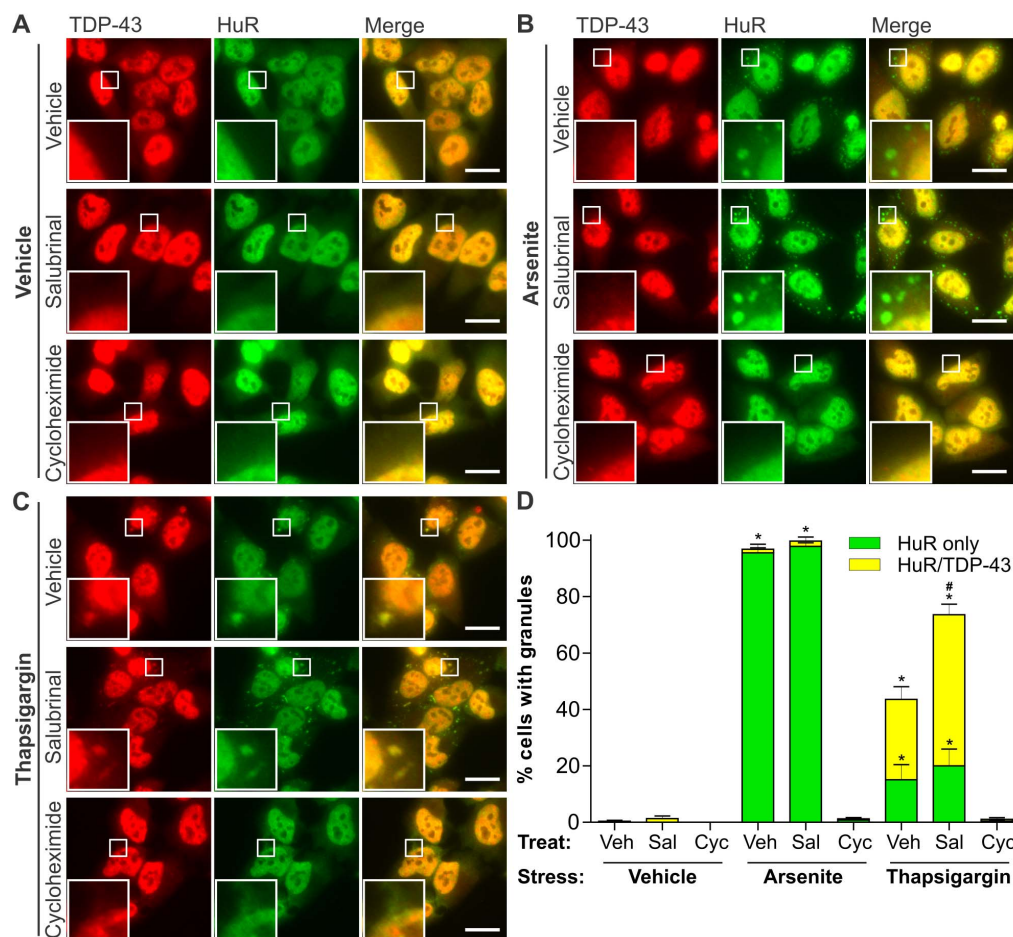 A
TDP-43 HuR Merge
Vehicle
Vehicle
Salubrinal
Cycloheximide
B
TDP-43 HuR Merge
Arsenite
Vehicle
Salubrinal
Cycloheximide
C
Thapsigargin
Vehicle
Salubrinal
Cycloheximide
D
% cells with granules
100
80
60
40
20
0
HuR only
HuR/TDP-43
* * * * # * *
Treat: Veh Sal Cyc Veh Sal Cyc Veh Sal Cyc
Stress: Vehicle Arsenite Thapsigargin